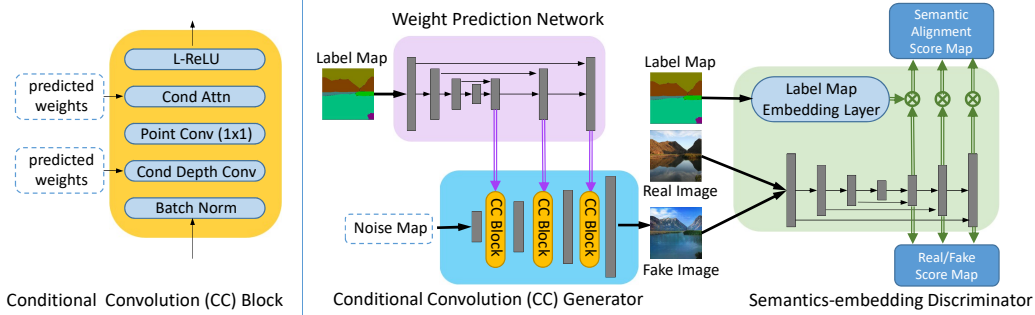 L-ReLU
predicted
weights
Cond Attn
Point Conv (1x1)
predicted
weights
Cond Depth Conv
Batch Norm
Conditional Convolution (CC) Block
Weight Prediction Network
Label Map
Noise Map
CC Block
CC Block
CC Block
Conditional Convolution (CC) Generator
Label Map
Real Image
Fake Image
Semantic
Alignment
Score Map
Label Map
Embedding Layer
Real/Fake
Score Map
Semantics-embedding Discriminator